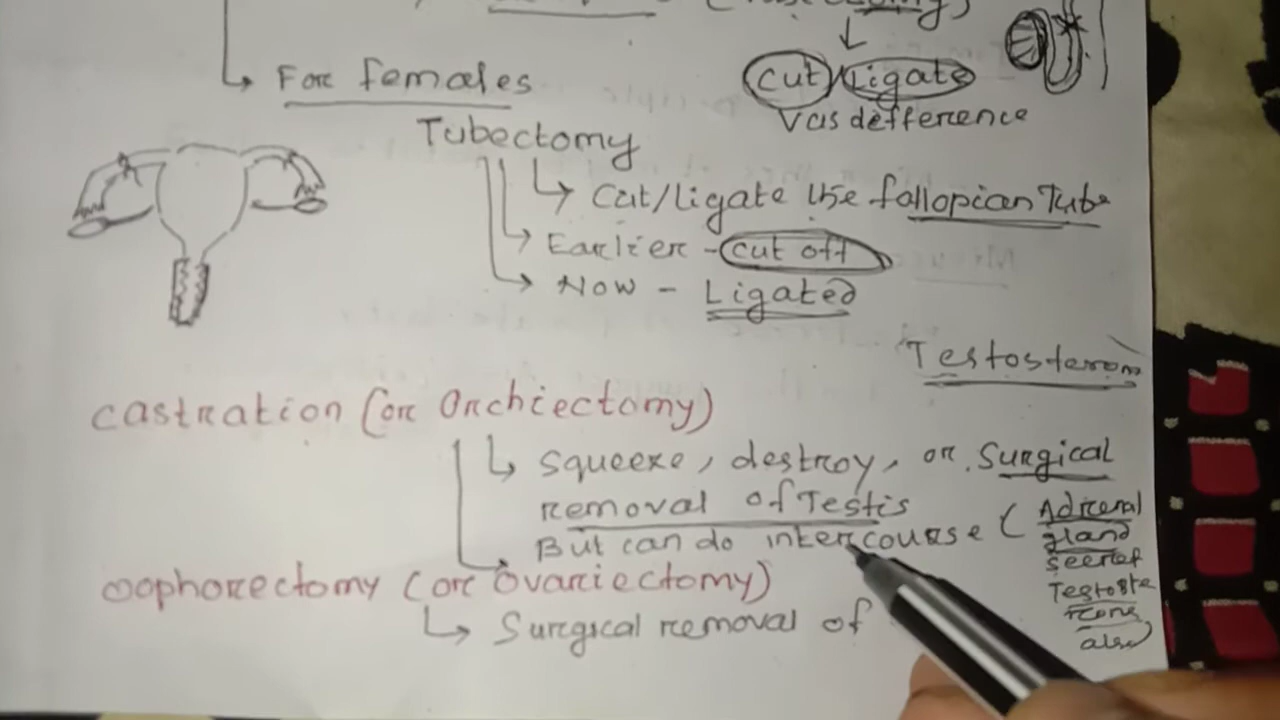 For females
Cut/Ligate
Vas defference
Tubectomy
Cut/Ligate the fallopian Tube
Earlier - cut off
Now - Ligated
Testosteron
Castration (or Orchiectomy)
Squeeze, destroy, or Surgical
removal of Testis
But can do intercourse (Adrenal
gland
secret
Testoste
rons
also)
Oophorectomy (or Ovariectomy)
Surgical removal of